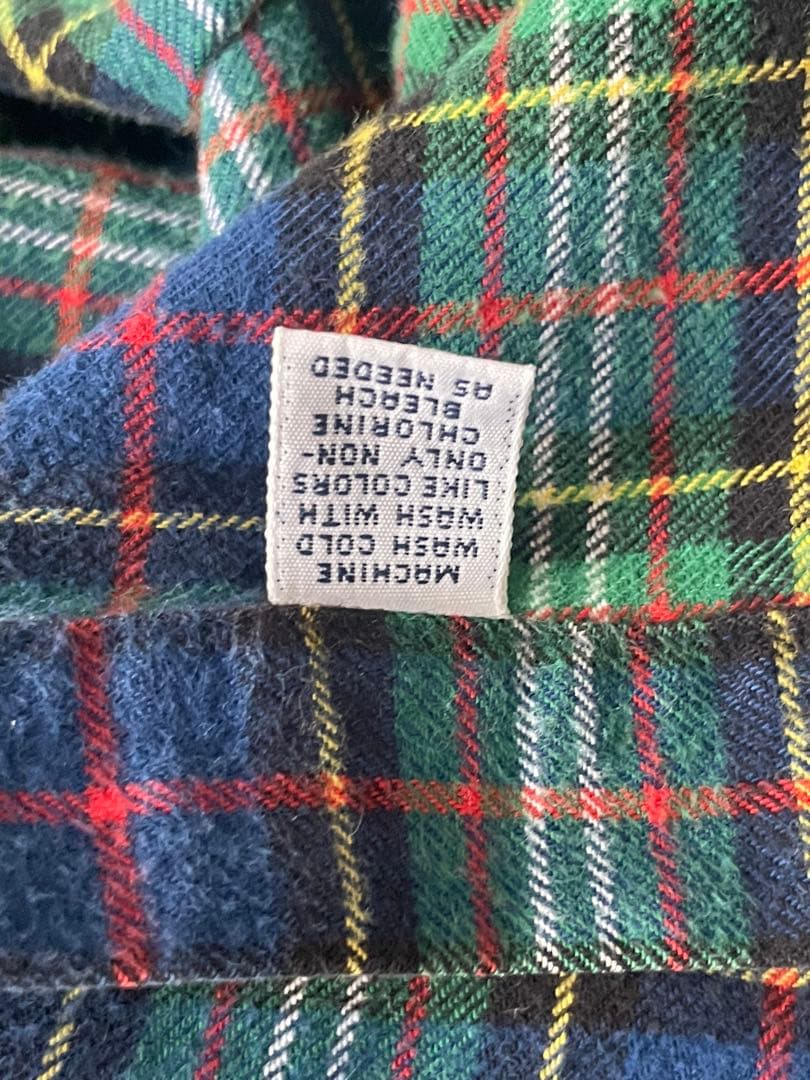 MACHINE
WASH COLD
WASH WITH
LIKE COLORS
ONLY NON-
CHLORINE
BLEACH
AS NEEDED